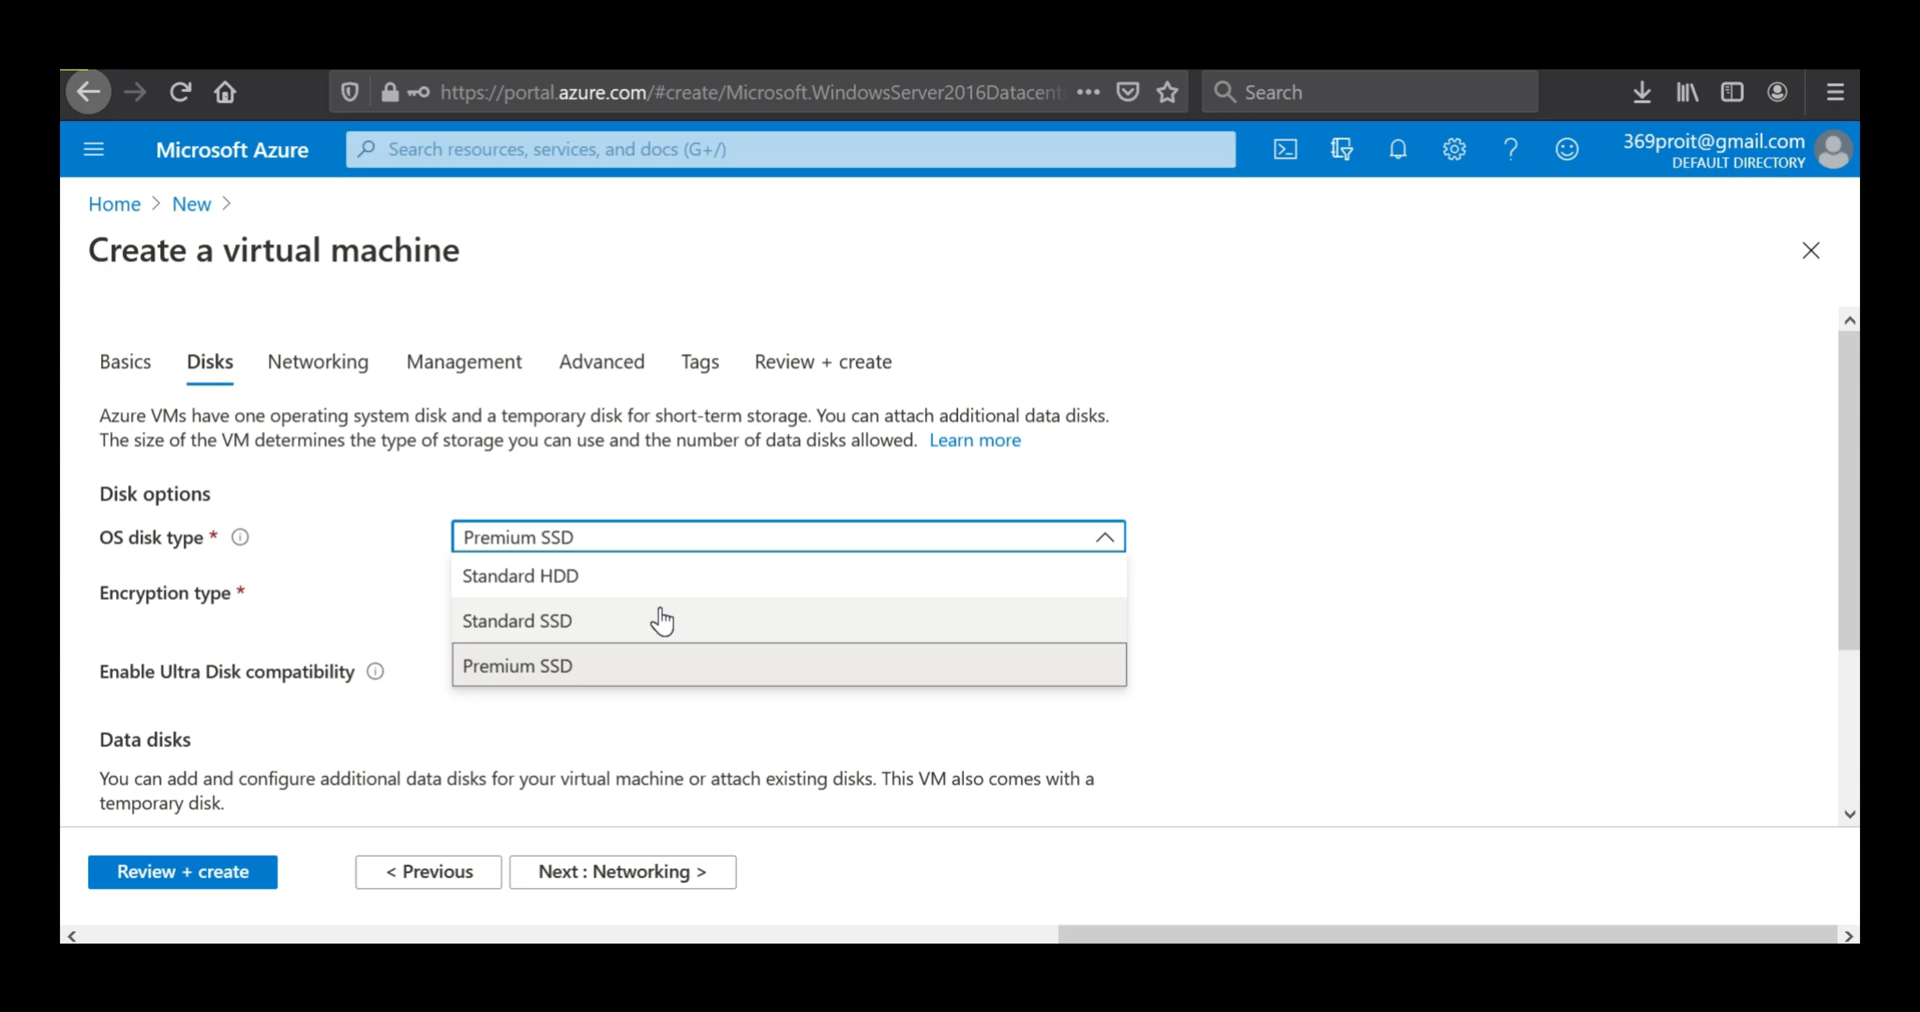 https://portal.azure.com/#create/Microsoft.WindowsServer2016Datacent
Search
Microsoft Azure
Search resources, services, and docs (G+/)
369proit@gmail.com
DEFAULT DIRECTORY
Home > New >
Create a virtual machine
Basics Disks Networking Management Advanced Tags Review + create
Azure VMs have one operating system disk and a temporary disk for short-term storage. You can attach additional data disks.
The size of the VM determines the type of storage you can use and the number of data disks allowed. Learn more
Disk options
OS disk type *
Premium SSD
Standard HDD
Encryption type *
Standard SSD
Premium SSD
Enable Ultra Disk compatibility
Data disks
You can add and configure additional data disks for your virtual machine or attach existing disks. This VM also comes with a
temporary disk.
Review + create
< Previous
Next : Networking >